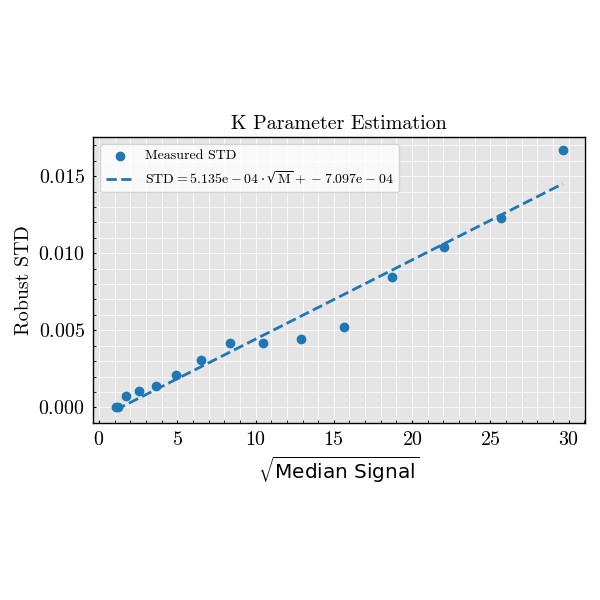 K Parameter Estimation
Measured STD
STD = 5.135e − 04 · √M + −7.097e − 04
Robust STD
0.015
0.010
0.005
0.000
0 5 10 15 20 25 30
√Median Signal